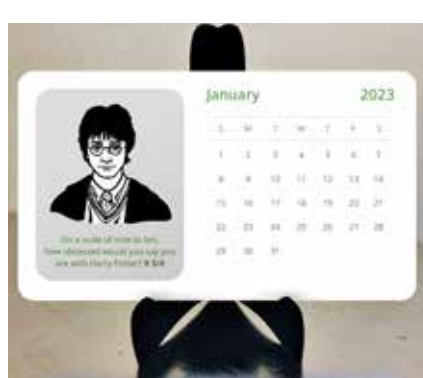 January 2023
S M T W T F S
1 2 3 4 5 6 7
8 9 10 11 12 13 14
15 16 17 18 19 20 21
22 23 24 25 26 27 28
29 30 31
On a scale of nine to ten,
how obsessed would you say you
are with Harry Potter?